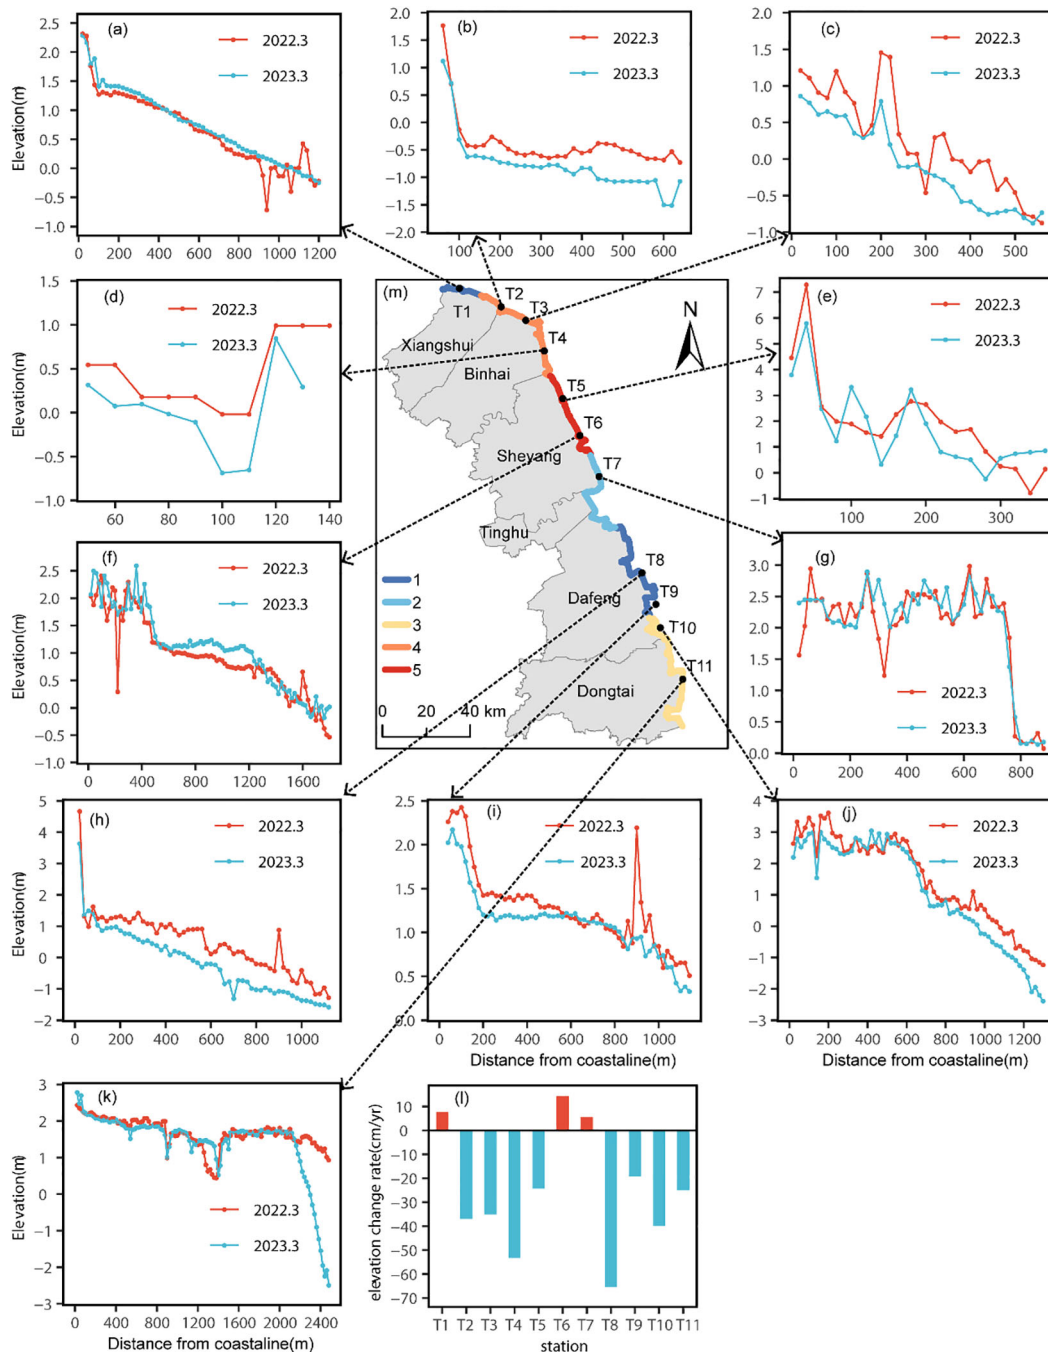 (a)
2022.3
2023.3
Elevation(m)
2.5
2.0
1.5
1.0
0.5
0.0
−0.5
−1.0
0 200 400 600 800 1000 1200
(b)
2022.3
2023.3
2.0
1.5
1.0
0.5
0.0
−0.5
−1.0
−1.5
−2.0
100 200 300 400 500 600
(c)
2022.3
2023.3
2.0
1.5
1.0
0.5
0.0
−0.5
−1.0
0 100 200 300 400 500
(d)
2022.3
2023.3
Elevation(m)
1.5
1.0
0.5
0.0
−0.5
−1.0
60 80 100 120 140
(m)
N
T1
T2
T3
T4
T5
T6
T7
T8
T9
T10
T11
Xiangshui
Binhai
Sheyang
Tinghu
Dafeng
Dongtai
1
2
3
4
5
0 20 40 km
(e)
2022.3
2023.3
7
6
5
4
3
2
1
0
−1
100 200 300
(f)
2022.3
2023.3
Elevation(m)
3.0
2.5
2.0
1.5
1.0
0.5
0.0
−0.5
−1.0
0 400 800 1200 1600
(g)
2022.3
2023.3
3.0
2.5
2.0
1.5
1.0
0.5
0.0
0 200 400 600 800
(h)
2022.3
2023.3
Elevation(m)
5
4
3
2
1
0
−1
−2
0 200 400 600 800 1000
(i)
2022.3
2023.3
2.5
2.0
1.5
1.0
0.5
0.0
0 200 400 600 800 1000
Distance from coastaline(m)
(j)
2022.3
2023.3
4
3
2
1
0
−1
−2
−3
0 200 400 600 800 1000 1200
Distance from coastaline(m)
(k)
2022.3
2023.3
Elevation(m)
3
2
1
0
−1
−2
−3
0 400 800 1200 1600 2000 2400
Distance from coastaline(m)
(l)
elevation change rate(cm/yr)
10
0
−10
−20
−30
−40
−50
−60
−70
T1 T2 T3 T4 T5 T6 T7 T8 T9 T10 T11
station